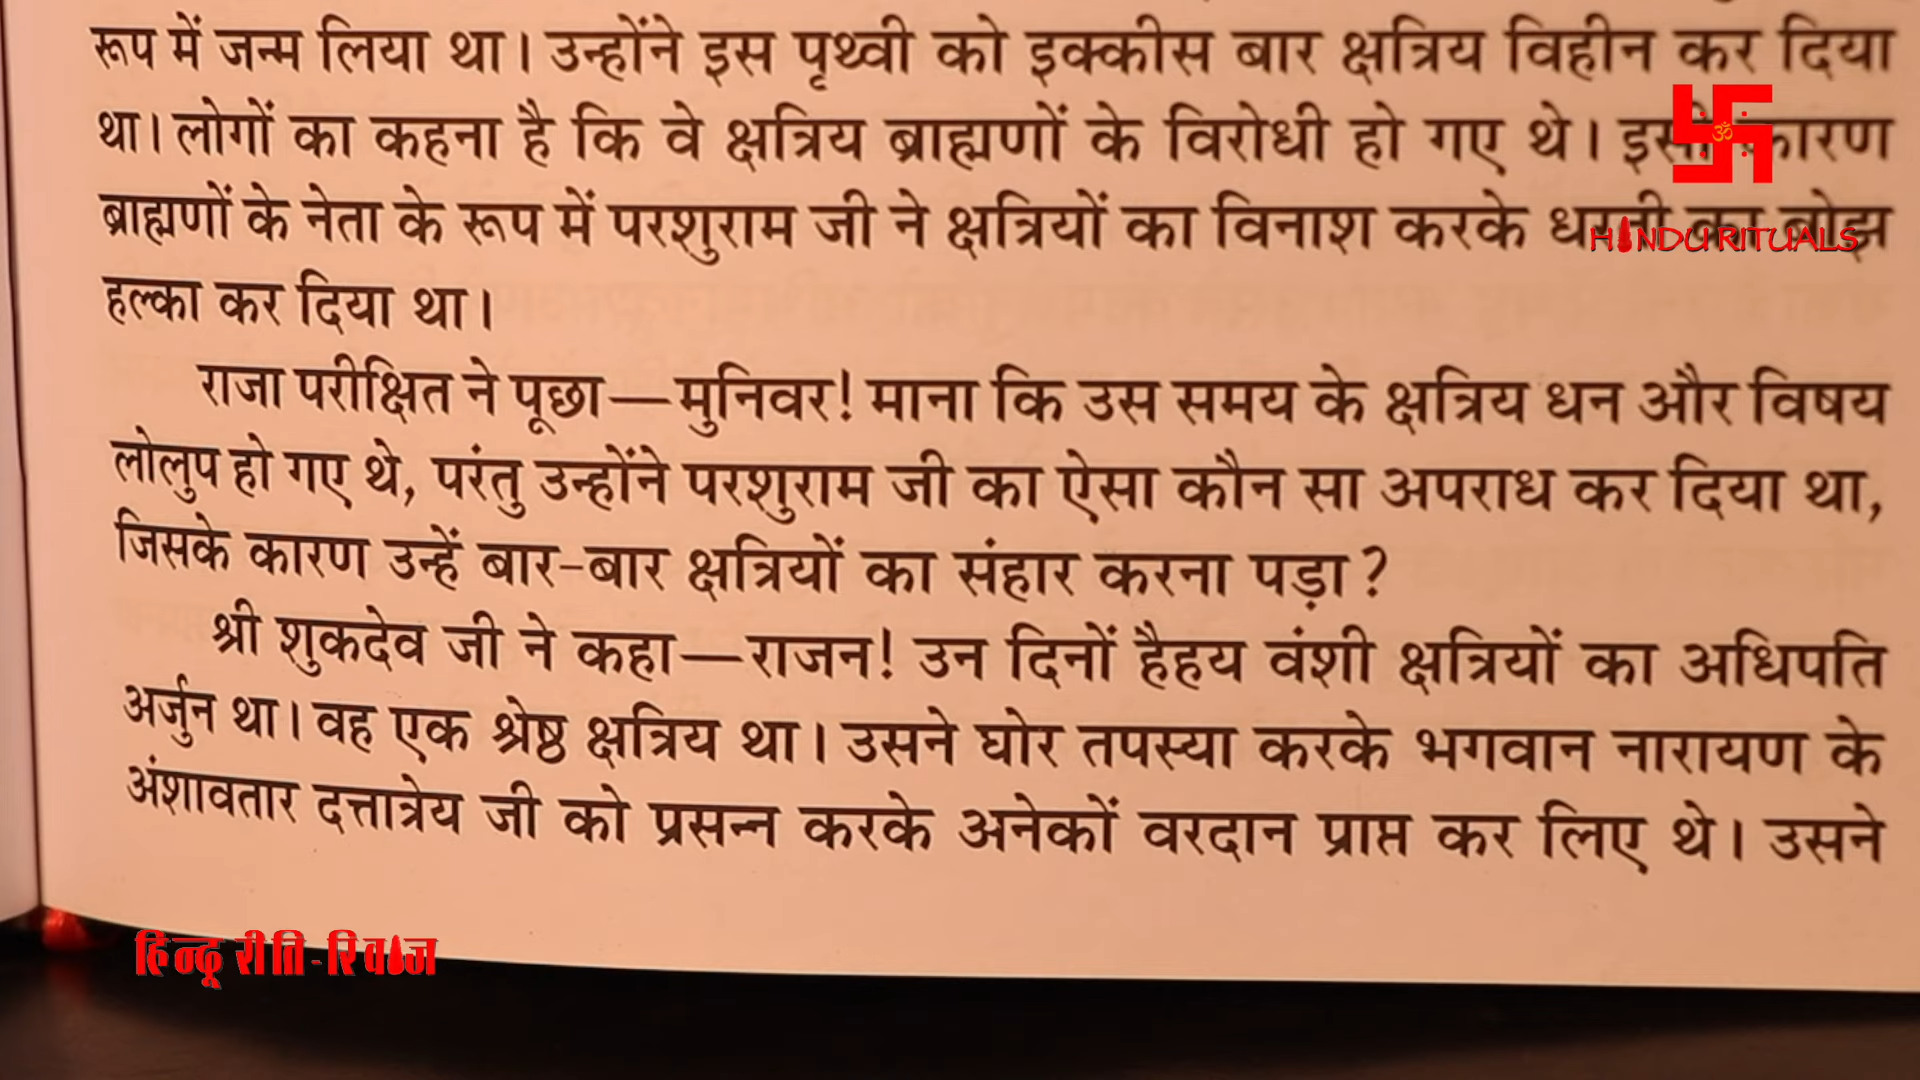 रूप में जन्म लिया था। उन्होंने इस पृथ्वी को इक्कीस बार क्षत्रिय विहीन कर दिया
था। लोगों का कहना है कि वे क्षत्रिय ब्राह्मणों के विरोधी हो गए थे। इसी कारण
ब्राह्मणों के नेता के रूप में परशुराम जी ने क्षत्रियों का विनाश करके धरती का बोझ
HINDU RITUALS
हल्का कर दिया था।
राजा परीक्षित ने पूछा—मुनिवर! माना कि उस समय के क्षत्रिय धन और विषय
लोलुप हो गए थे, परंतु उन्होंने परशुराम जी का ऐसा कौन सा अपराध कर दिया था,
जिसके कारण उन्हें बार-बार क्षत्रियों का संहार करना पड़ा?
श्री शुकदेव जी ने कहा—राजन! उन दिनों हैहय वंशी क्षत्रियों का अधिपति
अर्जुन था। वह एक श्रेष्ठ क्षत्रिय था। उसने घोर तपस्या करके भगवान नारायण के
अंशावतार दत्तात्रेय जी को प्रसन्न करके अनेकों वरदान प्राप्त कर लिए थे। उसने
हिन्दू रीति-रिवाज